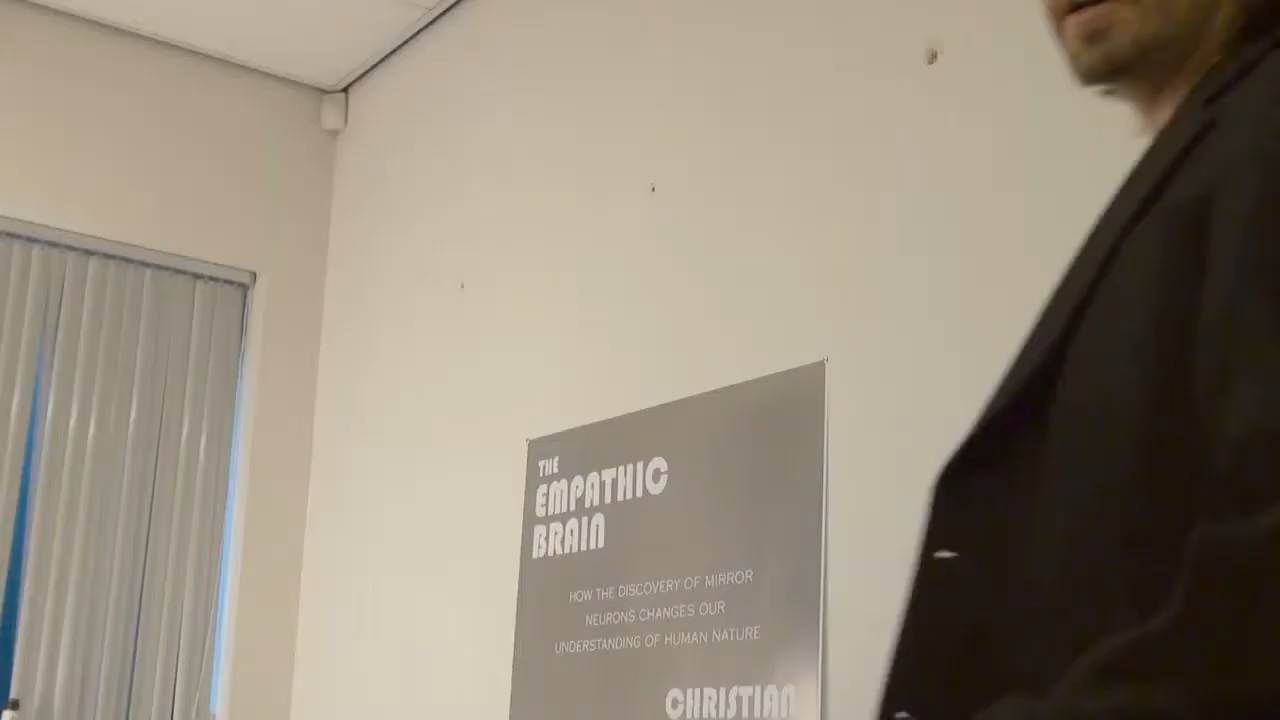 THE
EMPATHIC
BRAIN
HOW THE DISCOVERY OF MIRROR
NEURONS CHANGES OUR
UNDERSTANDING OF HUMAN NATURE
CHRISTIAN